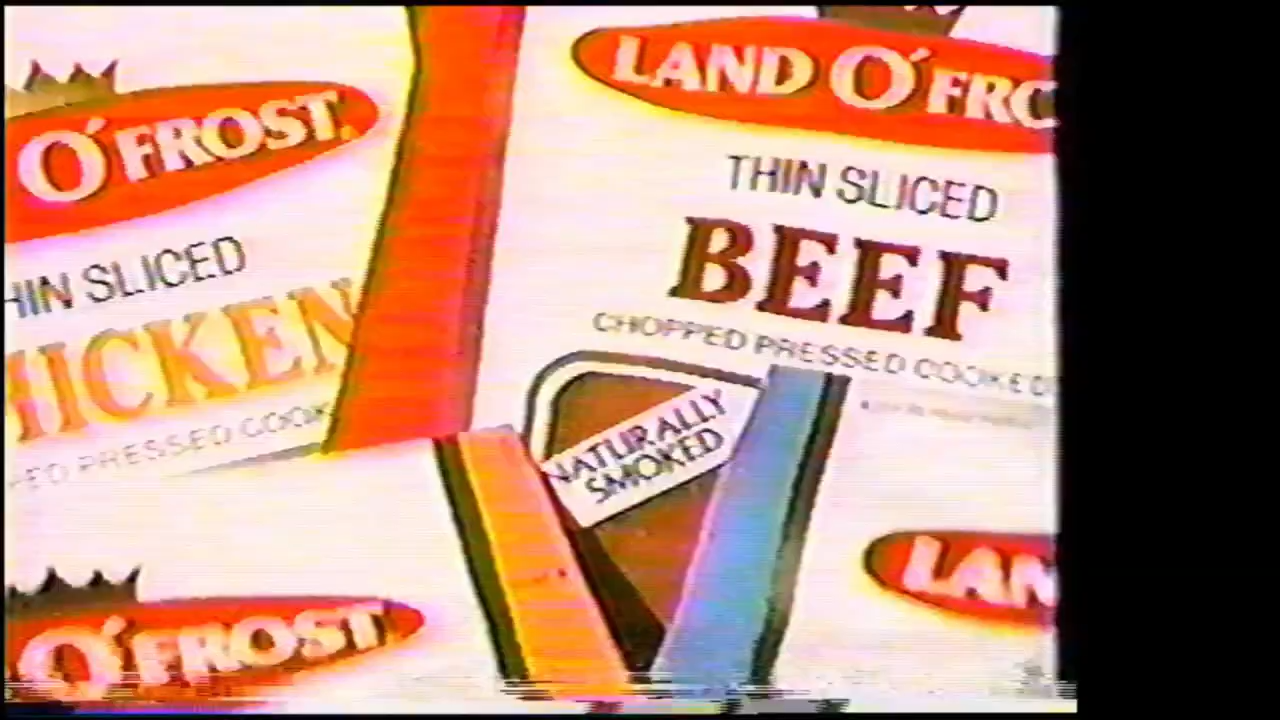 O'FROST
HIN SLICED
HICKEN
PED PRESSED COOK
LAND O'FRO
THIN SLICED
BEEF
CHOPPED PRESSED COOKED
NATURALLY
SMOKED
O'FROST
LAN